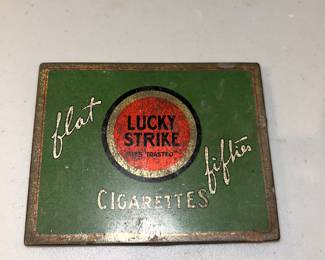 flat
LUCKY
STRIKE
"IT'S TOASTED"
fifties
CIGARETTES